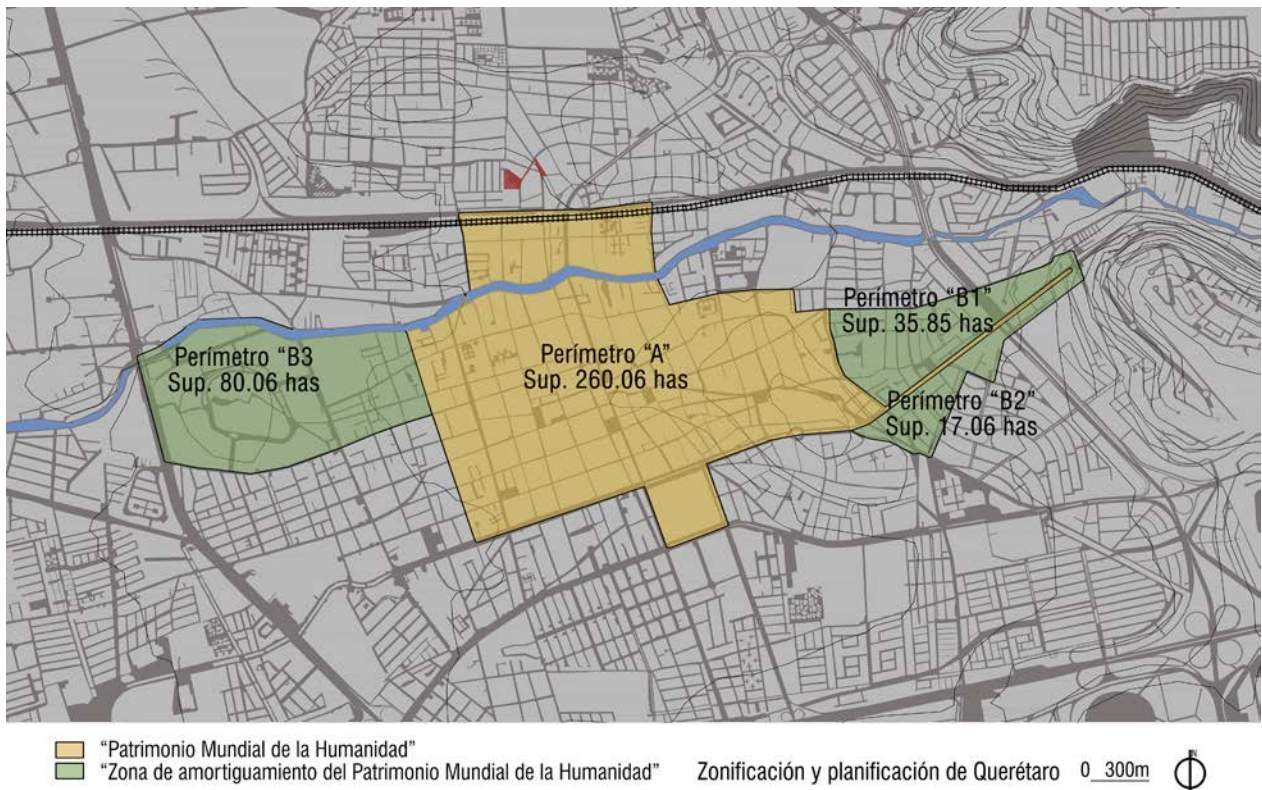 Perímetro “B1”
Sup. 35.85 has
Perímetro “B3
Sup. 80.06 has
Perímetro “A”
Sup. 260.06 has
Perímetro “B2”
Sup. 17.06 has
“Patrimonio Mundial de la Humanidad”
“Zona de amortiguamiento del Patrimonio Mundial de la Humanidad”
Zonificación y planificación de Querétaro
0 300m
N